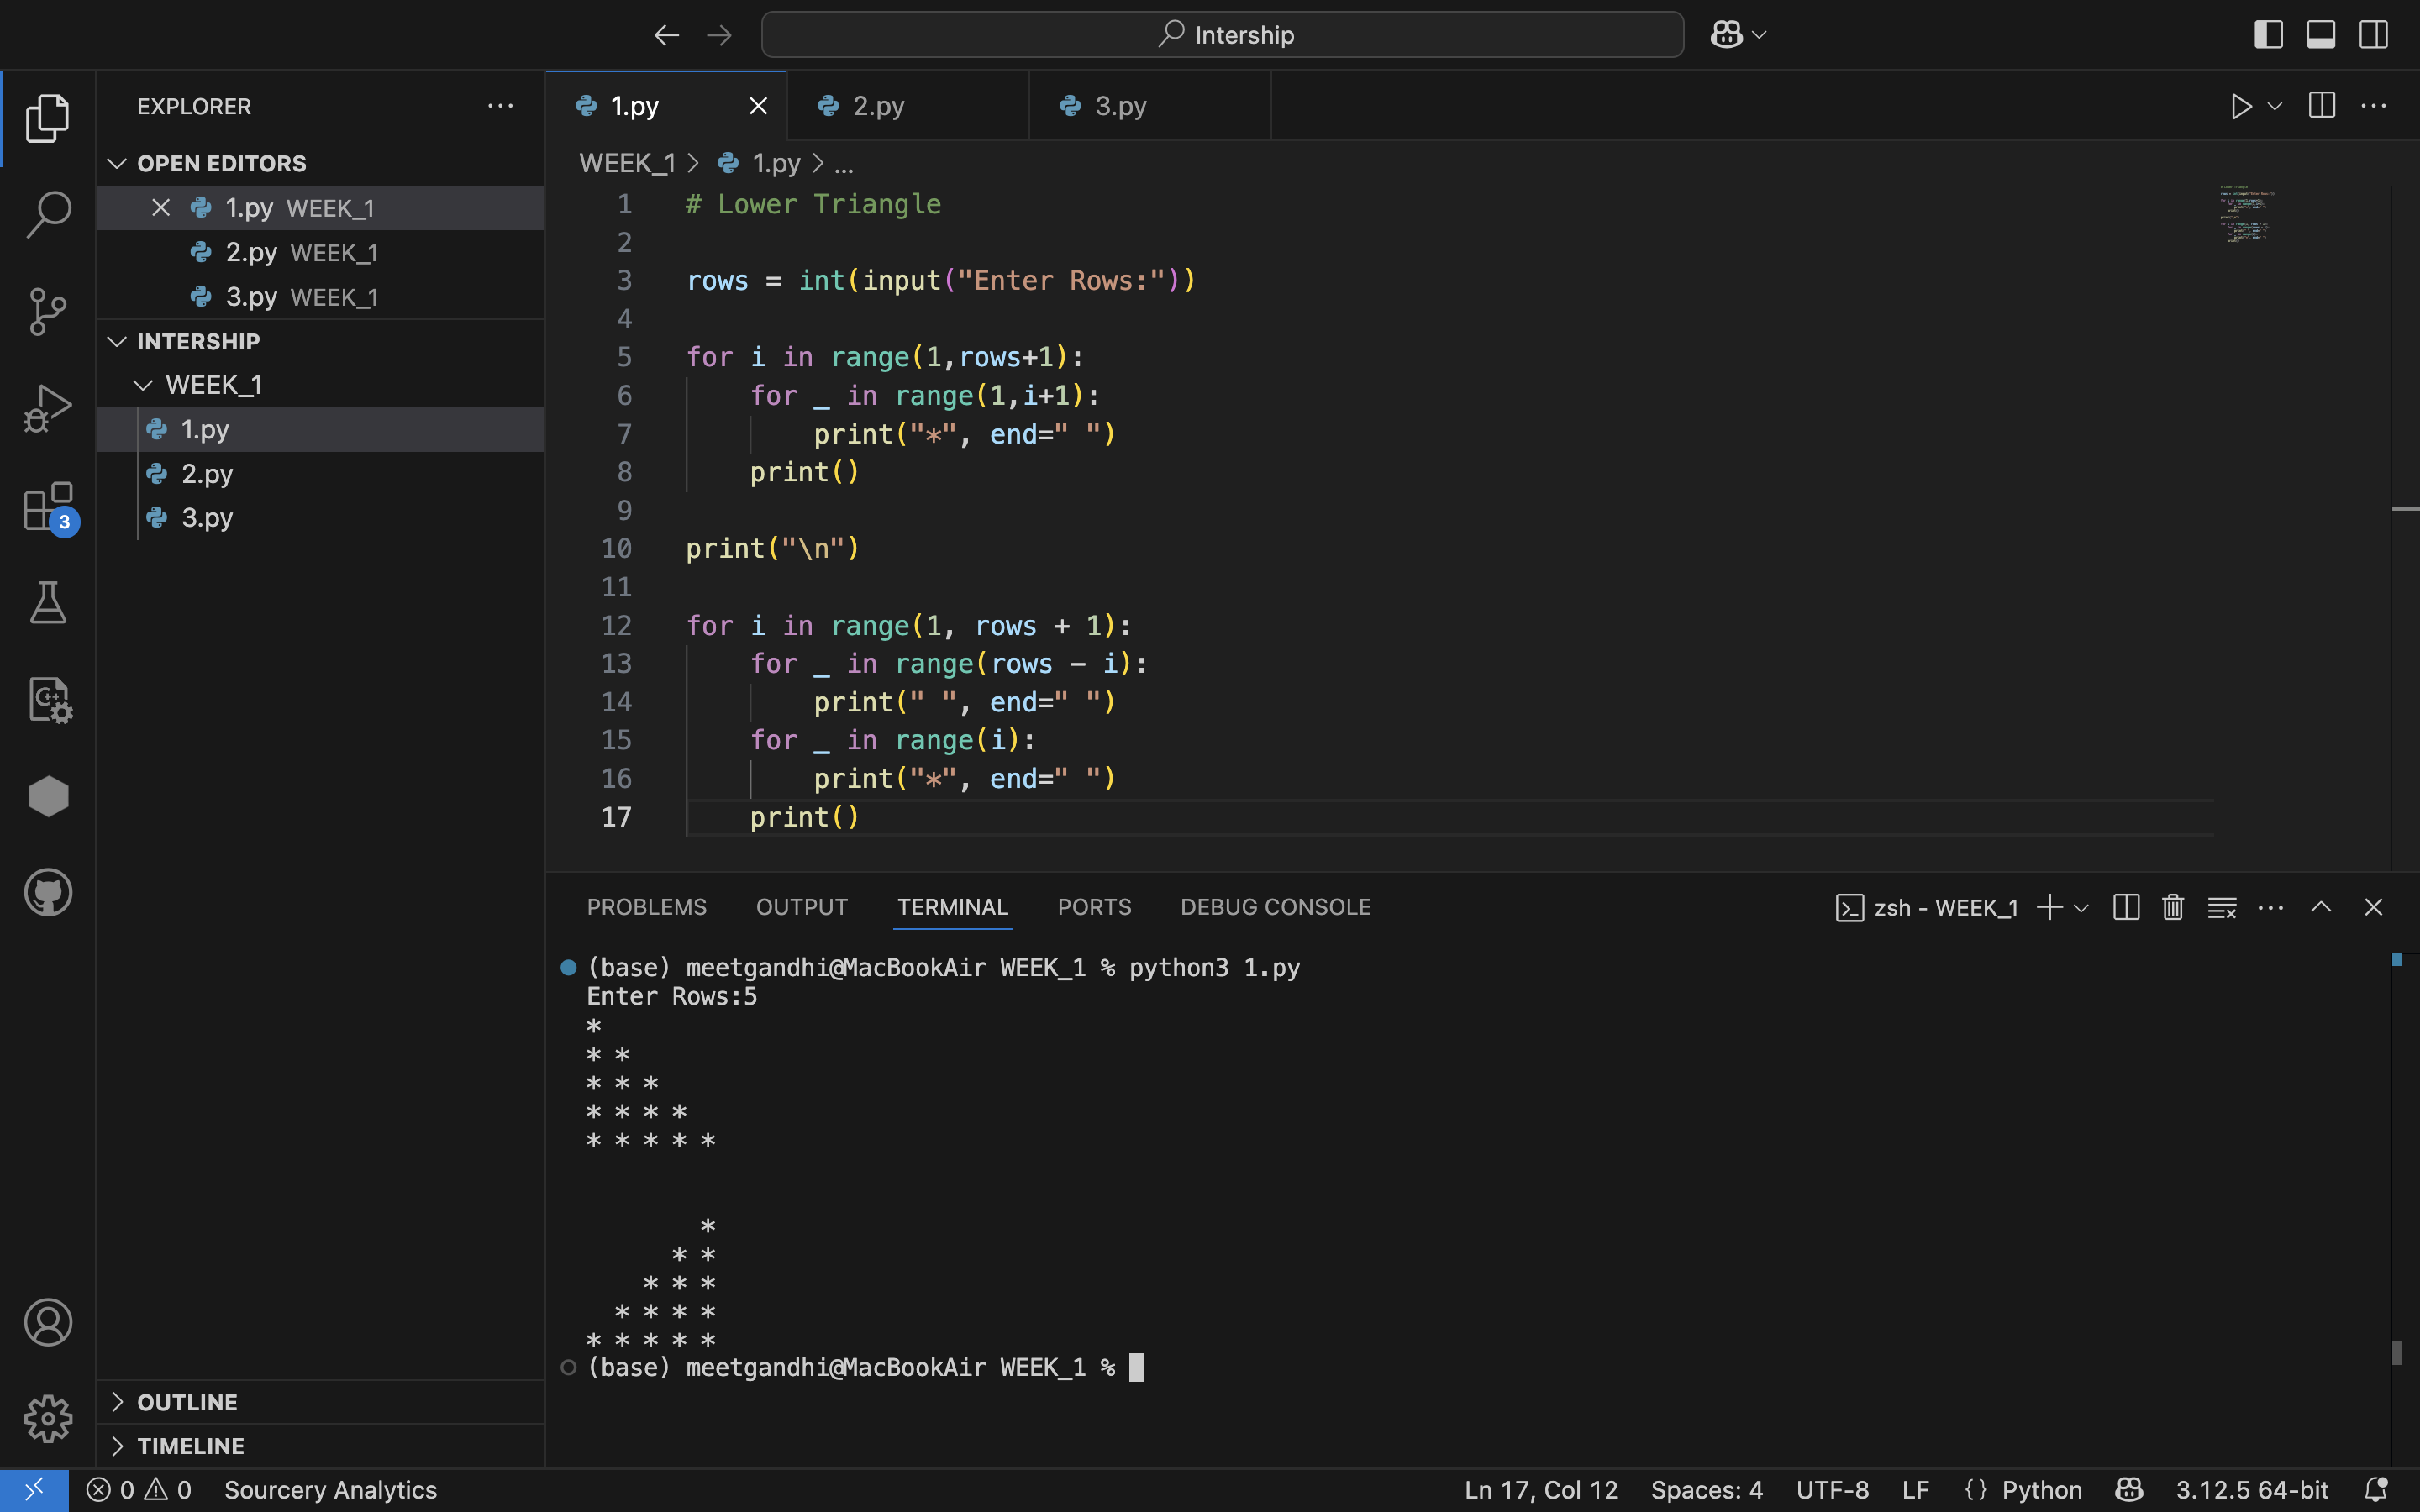 Intership
EXPLORER
OPEN EDITORS
1.py WEEK_1
2.py WEEK_1
3.py WEEK_1
INTERSHIP
WEEK_1
1.py
2.py
3.py
OUTLINE
TIMELINE
1.py 2.py 3.py
WEEK_1 > 1.py > ...
1 # Lower Triangle
2
3 rows = int(input("Enter Rows:"))
4
5 for i in range(1,rows+1):
6     for _ in range(1,i+1):
7         print("*", end=" ")
8     print()
9
10 print("\n")
11
12 for i in range(1, rows + 1):
13     for _ in range(rows - i):
14         print(" ", end=" ")
15     for _ in range(i):
16         print("*", end=" ")
17     print()
PROBLEMS OUTPUT TERMINAL PORTS DEBUG CONSOLE
zsh - WEEK_1
(base) meetgandhi@MacBookAir WEEK_1 % python3 1.py
Enter Rows:5
*
* *
* * *
* * * *
* * * * *
        *
      * *
    * * *
  * * * *
* * * * *
(base) meetgandhi@MacBookAir WEEK_1 %
3
0 0 Sourcery Analytics
Ln 17, Col 12 Spaces: 4 UTF-8 LF {} Python 3.12.5 64-bit